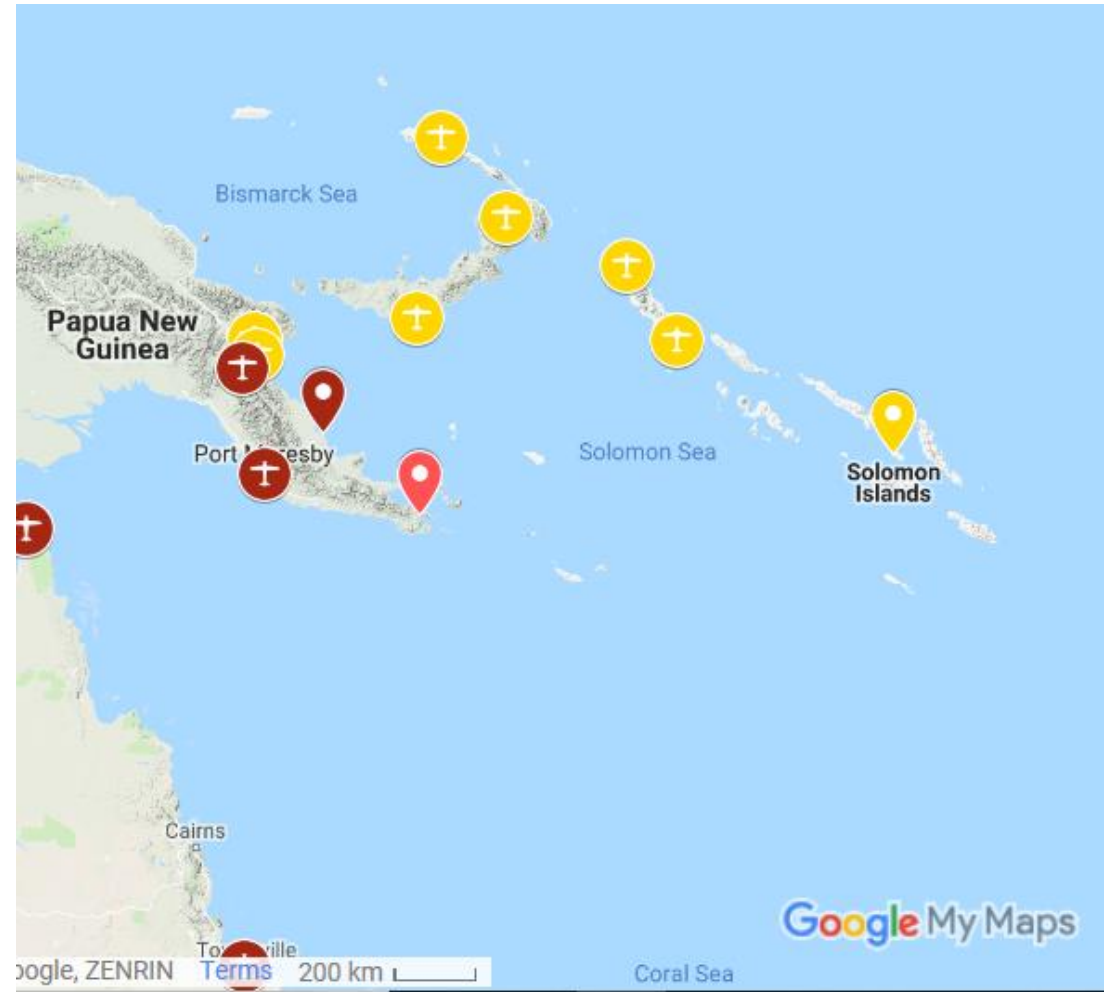 Bismarck Sea
Papua New
Guinea
Port
Solomon Sea
Solomon
Islands
Cairns
Google My Maps
ZENRIN Terms 200 km
Coral Sea